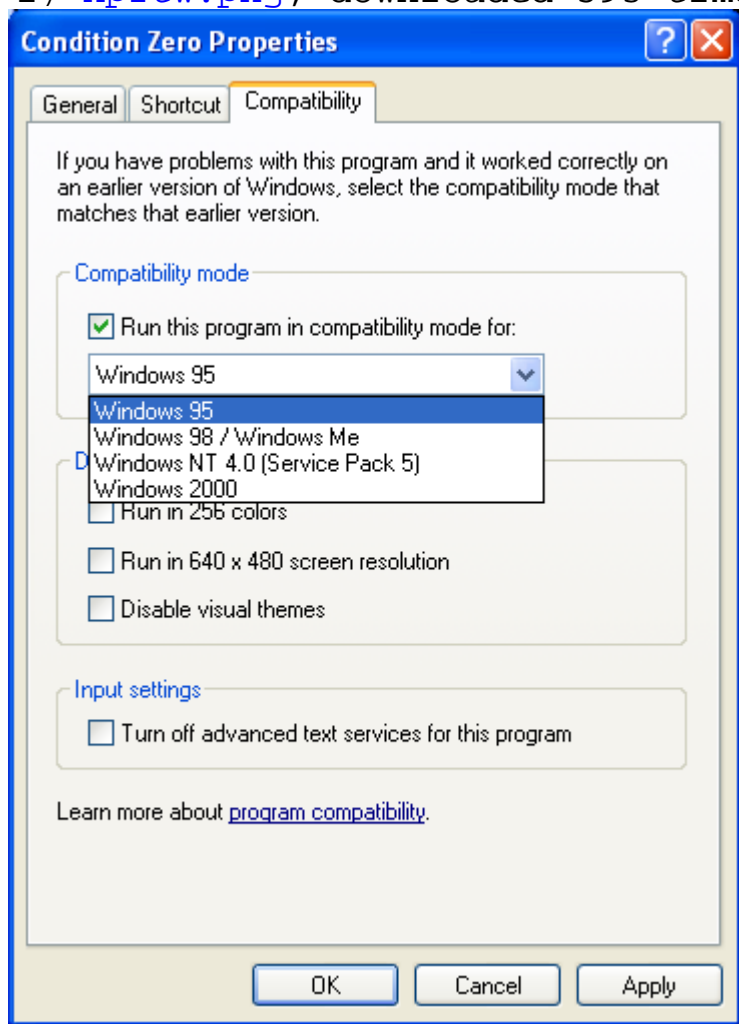 Condition Zero Properties
General Shortcut Compatibility
If you have problems with this program and it worked correctly on
an earlier version of Windows, select the compatibility mode that
matches that earlier version.
Compatibility mode
Run this program in compatibility mode for:
Windows 95
Windows 95
Windows 98 / Windows Me
Windows NT 4.0 (Service Pack 5)
Windows 2000
Run in 256 colors
Run in 640 x 480 screen resolution
Disable visual themes
Input settings
Turn off advanced text services for this program
Learn more about program compatibility.
OK Cancel Apply